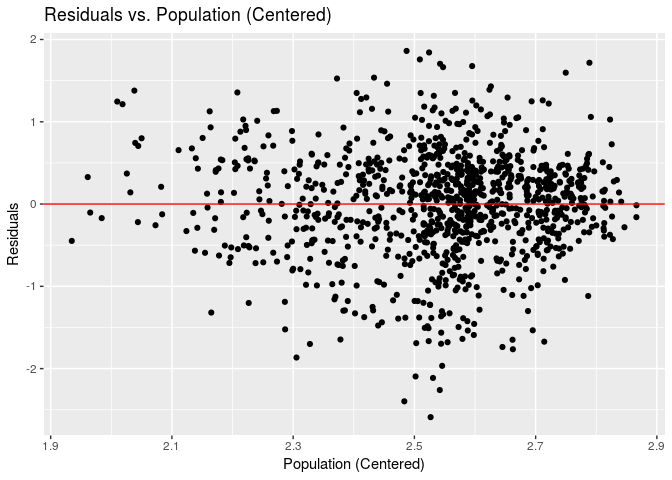 Residuals vs. Population (Centered)
2
1
0
-1
-2
Residuals
1.9 2.1 2.3 2.5 2.7 2.9
Population (Centered)